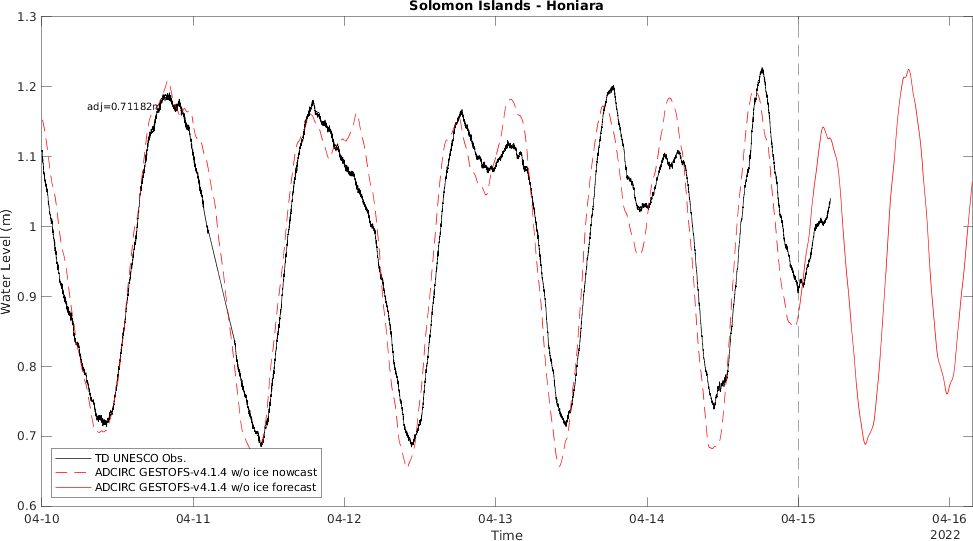 Solomon Islands - Honiara
1.3
1.2
adj=0.71182m
1.1
1
Water Level (m)
0.9
0.8
0.7
0.6
TD UNESCO Obs.
ADCIRC GESTOFS-v4.1.4 w/o ice nowcast
ADCIRC GESTOFS-v4.1.4 w/o ice forecast
04-10 04-11 04-12 04-13 04-14 04-15 04-16
Time
2022